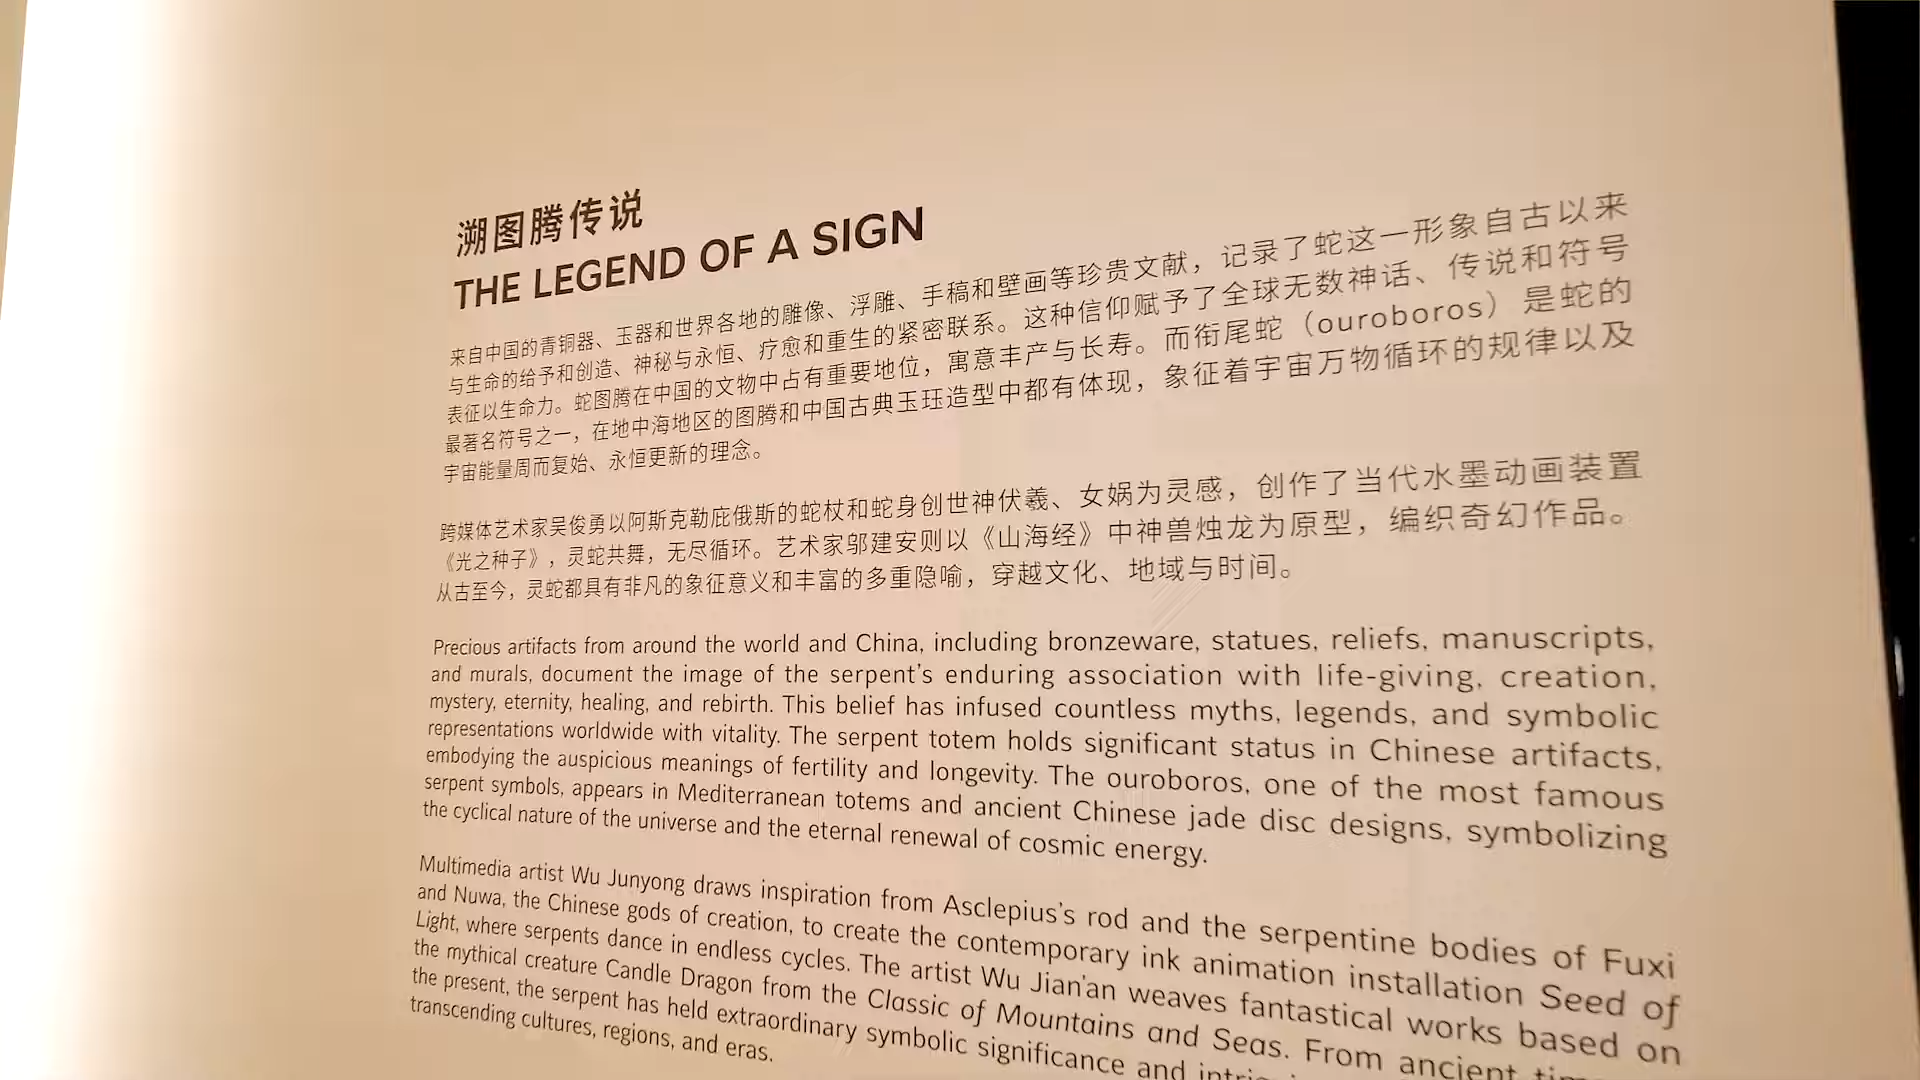 溯图腾传说
THE LEGEND OF A SIGN
来自中国的青铜器、玉器和世界各地的雕像、浮雕、手稿和壁画等珍贵文献，记录了蛇这一形象自古以来
与生命的给予和创造、神秘与永恒、疗愈和重生的紧密联系。这种信仰赋予了全球无数神话、传说和符号
表征以生命力。蛇图腾在中国的文物中占有重要地位，寓意丰产与长寿。而衔尾蛇（ouroboros）是蛇的
最著名符号之一，在地中海地区的图腾和中国古典玉珏造型中都有体现，象征着宇宙万物循环的规律以及
宇宙能量周而复始、永恒更新的理念。
跨媒体艺术家吴俊勇以阿斯克勒庇俄斯的蛇杖和蛇身创世神伏羲、女娲为灵感，创作了当代水墨动画装置
《光之种子》，灵蛇共舞，无尽循环。艺术家邬建安则以《山海经》中神兽烛龙为原型，编织奇幻作品。
从古至今，灵蛇都具有非凡的象征意义和丰富的多重隐喻，穿越文化、地域与时间。
Precious artifacts from around the world and China, including bronzeware, statues, reliefs, manuscripts,
and murals, document the image of the serpent's enduring association with life-giving, creation,
mystery, eternity, healing, and rebirth. This belief has infused countless myths, legends, and symbolic
representations worldwide with vitality. The serpent totem holds significant status in Chinese artifacts,
embodying the auspicious meanings of fertility and longevity. The ouroboros, one of the most famous
serpent symbols, appears in Mediterranean totems and ancient Chinese jade disc designs, symbolizing
the cyclical nature of the universe and the eternal renewal of cosmic energy.
Multimedia artist Wu Junyong draws inspiration from Asclepius's rod and the serpentine bodies of Fuxi
and Nuwa, the Chinese gods of creation, to create the contemporary ink animation installation Seed of
Light, where serpents dance in endless cycles. The artist Wu Jian'an weaves fantastical works based on
the mythical creature Candle Dragon from the Classic of Mountains and Seas. From ancient
the present, the serpent has held extraordinary symbolic significance and
transcending cultures, regions, and eras.